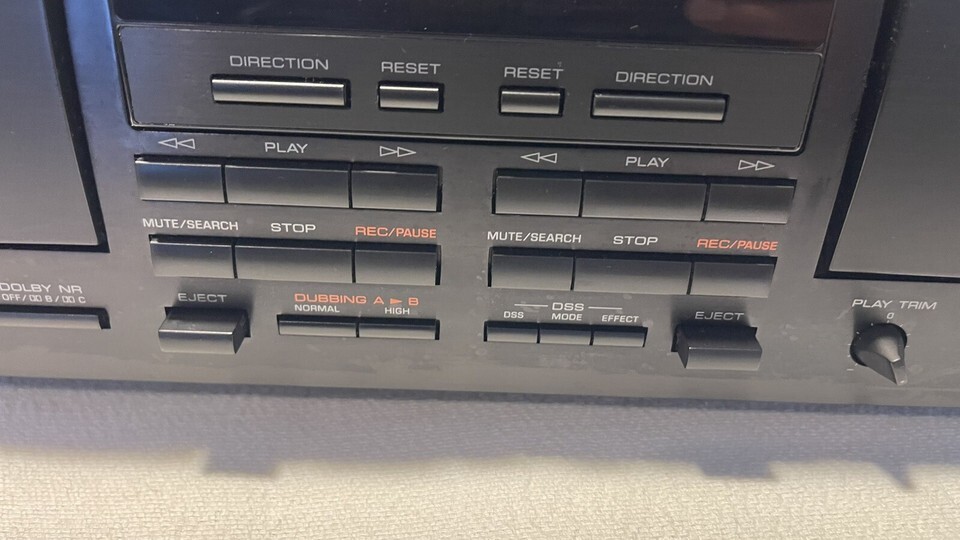 DIRECTION RESET RESET DIRECTION
PLAY PLAY
MUTE/SEARCH STOP REC/PAUSE MUTE/SEARCH STOP REC/PAUSE
DOLBY NR
OFF/ B / C
EJECT
DUBBING A ► B
NORMAL HIGH
DSS
DSS MODE EFFECT
EJECT
PLAY TRIM
0